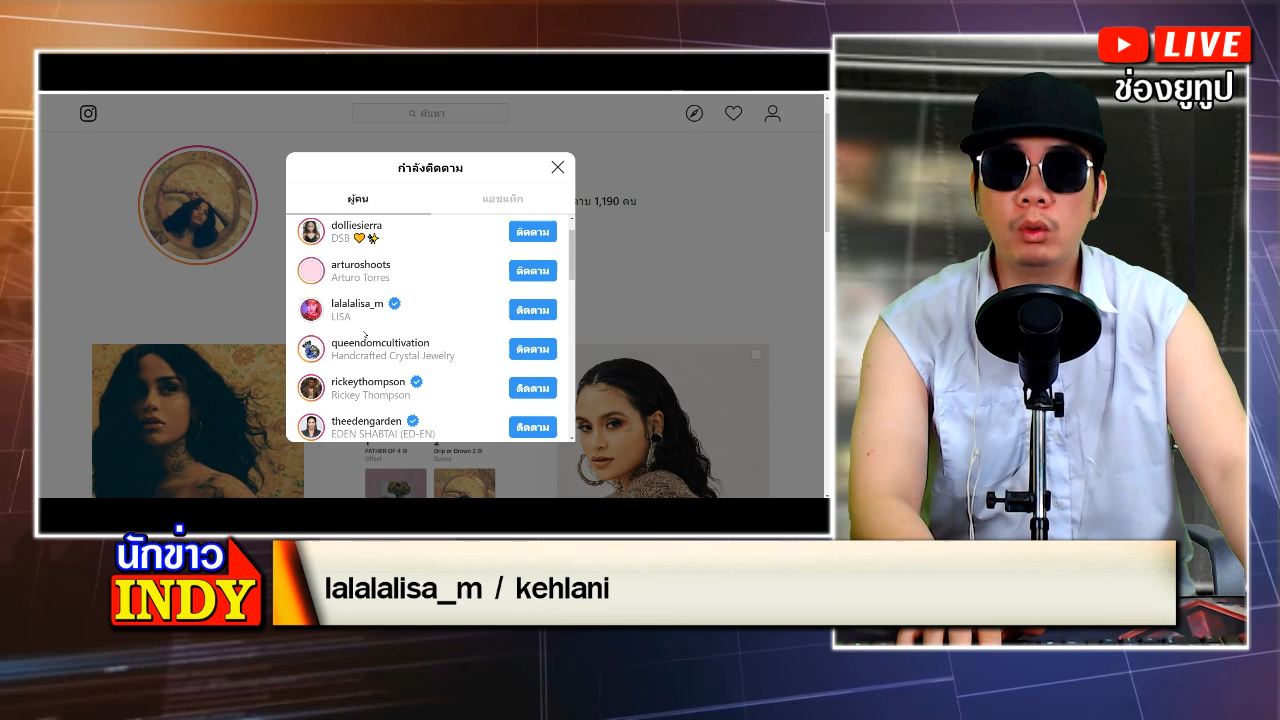 LIVE
ช่องยูทูป
ค้นหา
กำลังติดตาม
ผู้คน
แฮชแท็ก
ตาม 1,190 คน
dolliesierra
DSB
ติดตาม
arturoshoots
Arturo Torres
ติดตาม
lalalalisa_m
LISA
ติดตาม
queendomcultivation
Handcrafted Crystal Jewelry
ติดตาม
rickeythompson
Rickey Thompson
ติดตาม
theedengarden
EDEN SHABTAI (ED-EN)
ติดตาม
FATHER OF 4
Offset
Drip or Drown 2
Gunna
นักข่าว
INDY
lalalalisa_m / kehlani